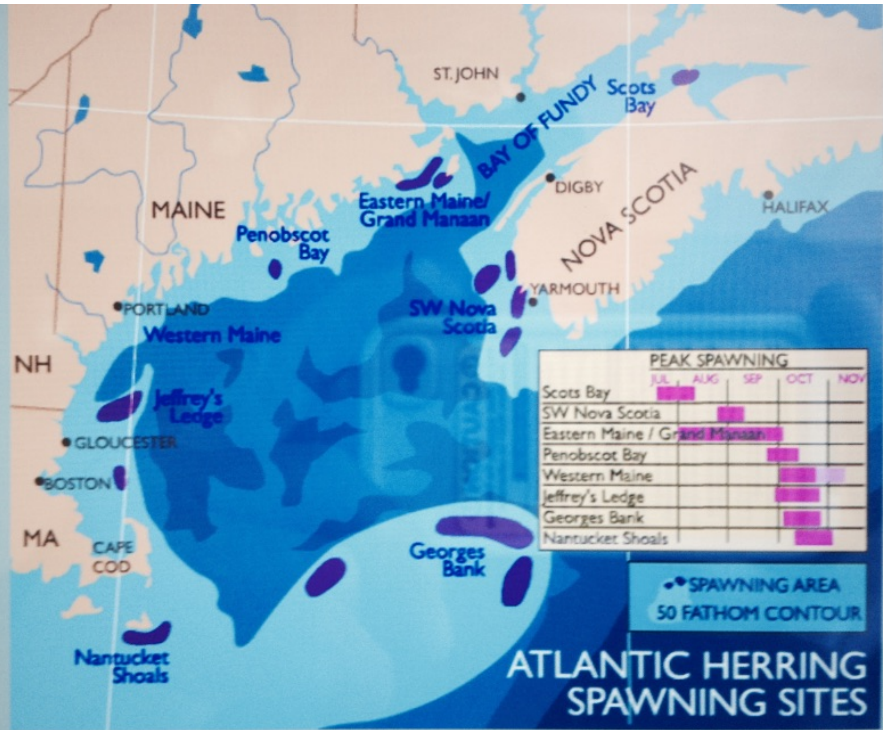 ST. JOHN
Scots
Bay
BAY OF FUNDY
DIGBY
Eastern Maine/
Grand Manaan
MAINE
HALIFAX
NOVA SCOTIA
Penobscot
Bay
YARMOUTH
PORTLAND
SW Nova
Scotia
Western Maine
NH
Jeffrey's
Ledge
GLOUCESTER
BOSTON
MA
CAPE
COD
Georges
Bank
Nantucket
Shoals
PEAK SPAWNING
JUL AUG SEP OCT NOV
Scots Bay
SW Nova Scotia
Eastern Maine / Grand Manaan
Penobscot Bay
Western Maine
Jeffrey's Ledge
Georges Bank
Nantucket Shoals
SPAWNING AREA
50 FATHOM CONTOUR
ATLANTIC HERRING
SPAWNING SITES